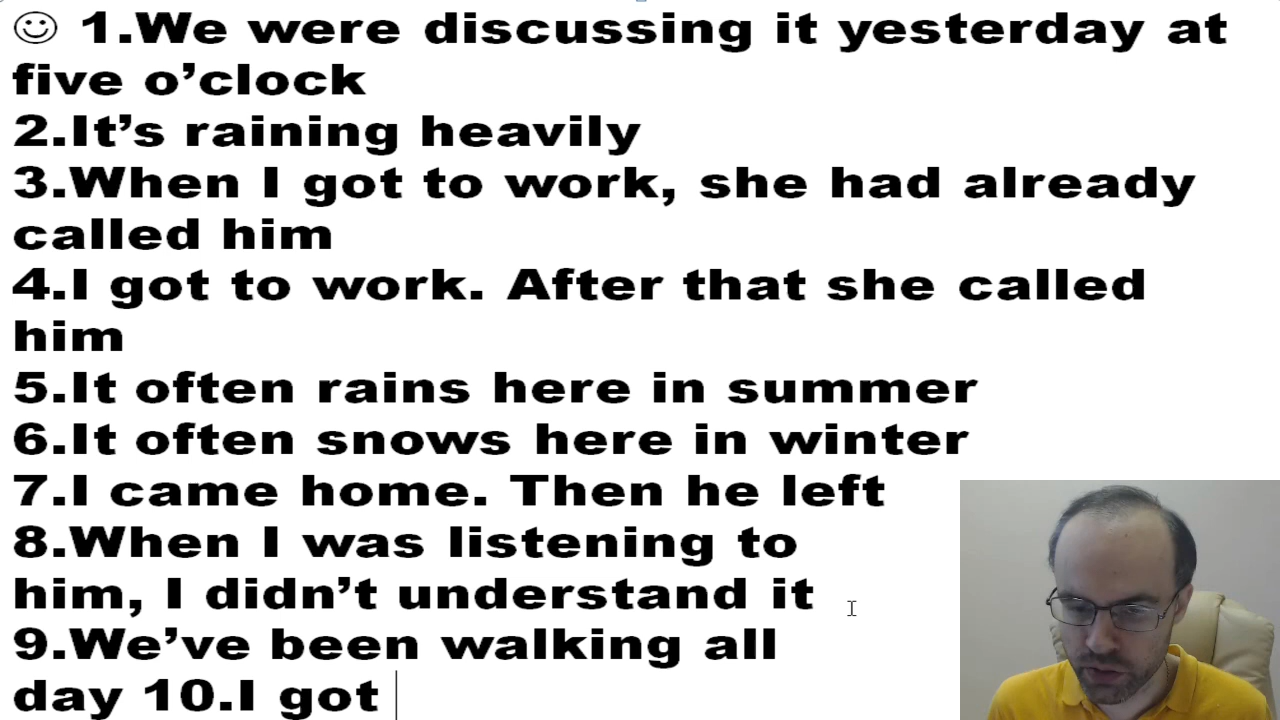 ☺ 1.We were discussing it yesterday at
five o’clock
2.It’s raining heavily
3.When I got to work, she had already
called him
4.I got to work. After that she called
him
5.It often rains here in summer
6.It often snows here in winter
7.I came home. Then he left
8.When I was listening to
him, I didn’t understand it
9.We’ve been walking all
day 10.I got